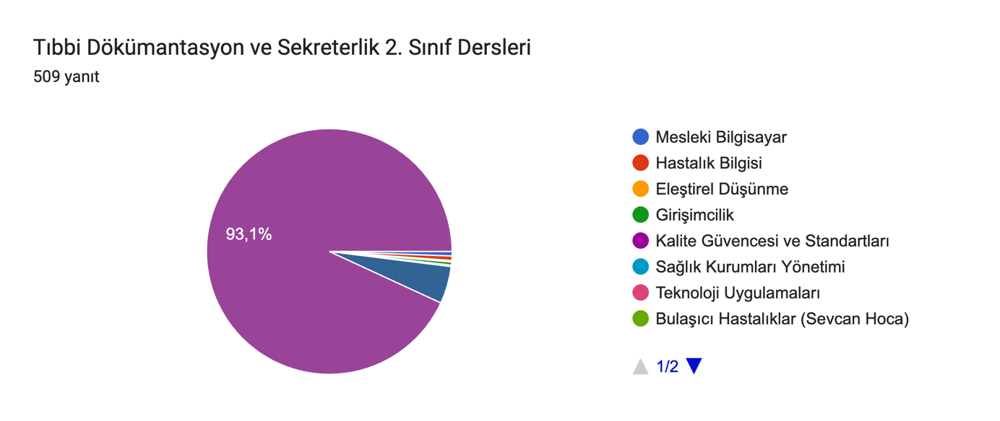 Tıbbi Dökümantasyon ve Sekreterlik 2. Sınıf Dersleri
509 yanıt
93,1%
Mesleki Bilgisayar
Hastalık Bilgisi
Eleştirel Düşünme
Girişimcilik
Kalite Güvencesi ve Standartları
Sağlık Kurumları Yönetimi
Teknoloji Uygulamaları
Bulaşıcı Hastalıklar (Sevcan Hoca)
1/2